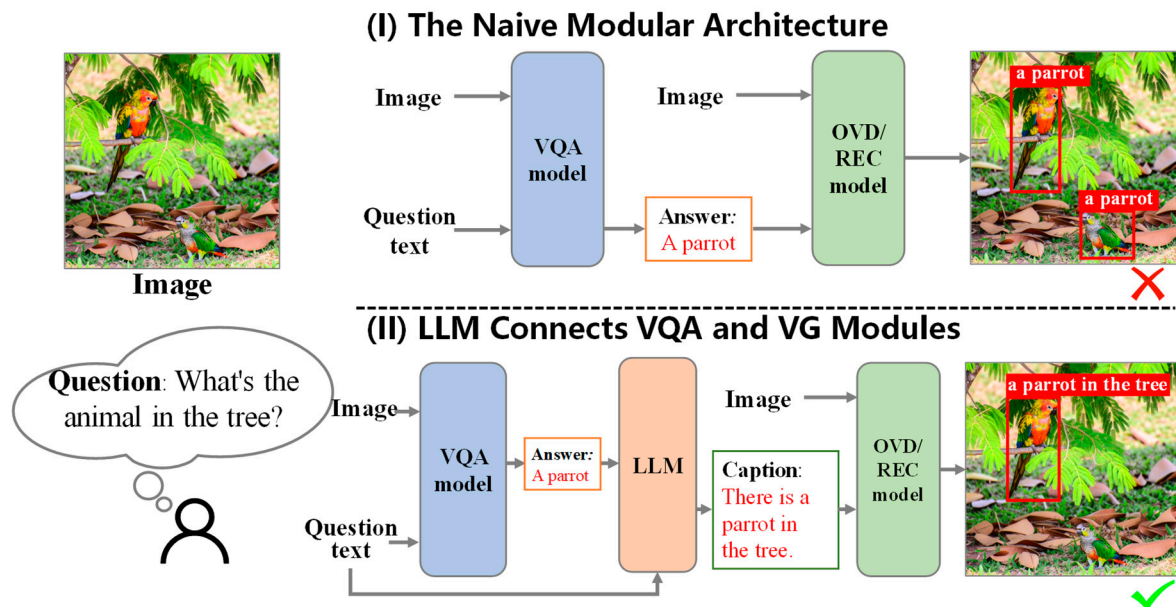 (I) The Naive Modular Architecture
Image
Question
text
VQA
model
Answer:
A parrot
Image
OVD/
REC
model
a parrot
a parrot
Image
(II) LLM Connects VQA and VG Modules
Question: What's the
animal in the tree?
Image
Question
text
VQA
model
Answer:
A parrot
LLM
Image
Caption:
There is a
parrot in
the tree.
OVD/
REC
model
a parrot in the tree